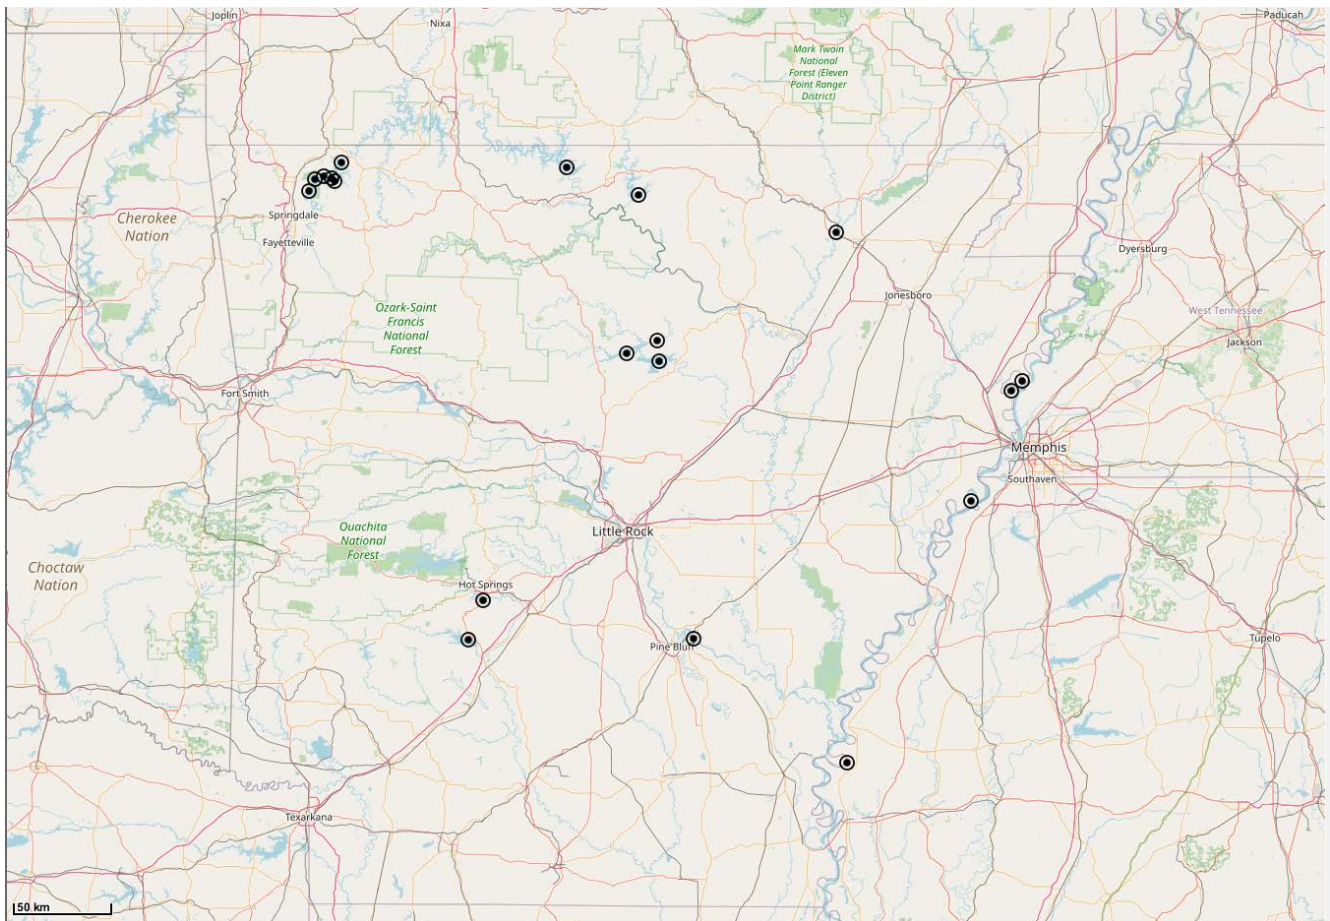 Joplin
Nixa
Paducah
Mark Twain
National
Forest (Eleven
Point Ranger
District)
Cherokee
Nation
Springdale
Fayetteville
Dyersburg
Ozark-Saint
Francis
National
Forest
Jonesboro
West Tennessee
Jackson
Fort Smith
Memphis
Southaven
Ouachita
National
Forest
Little Rock
Choctaw
Nation
Hot Springs
Pine Bluff
Tupelo
Texarkana
50 km